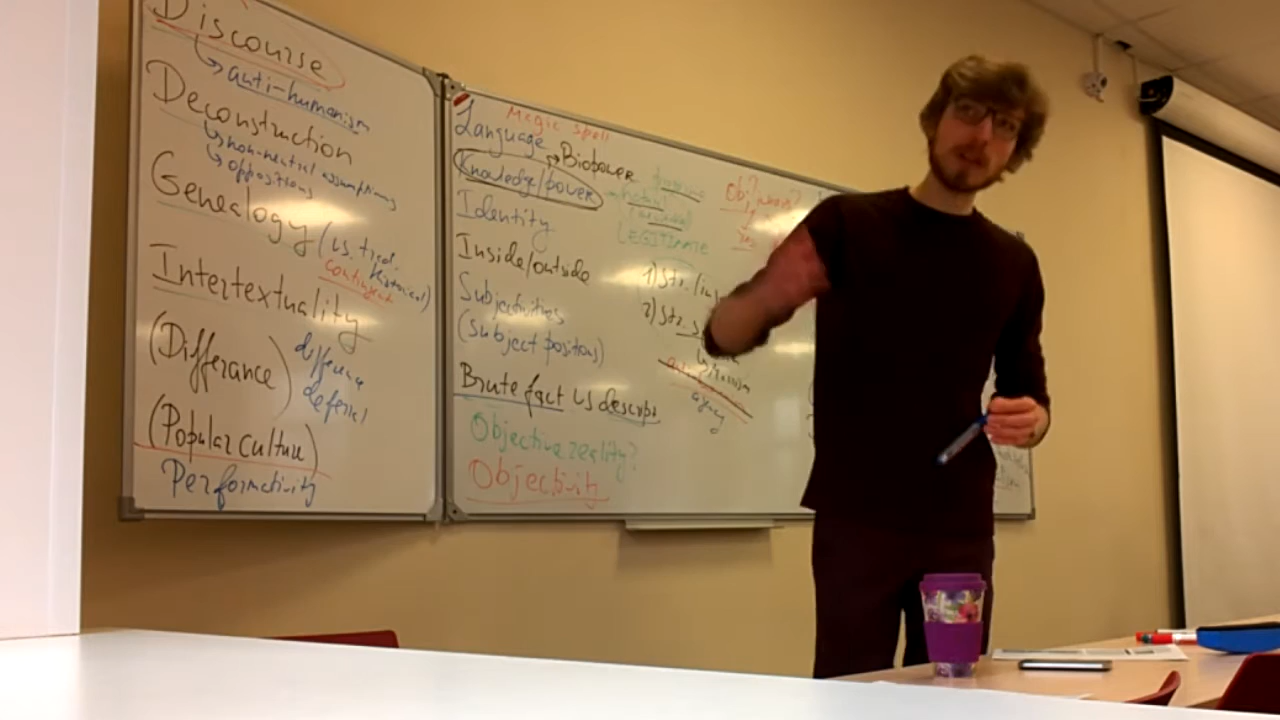 Discourse
anti-humanism
Deconstruction
non-neutral assumptions
oppositions
Genealogy
(vs. trad. historical)
contingent
Intertextuality
(Differance)
difference
deferral
(Popular culture)
Performativity
Magic spell
Language
Biopower
Knowledge/power
Identity
Inside/outside
Subjectivities
(subject positions)
Brute fact vs descript
Objective reality?
Objectivity
LEGITIMATE
1) Str.
2) Str.
agency